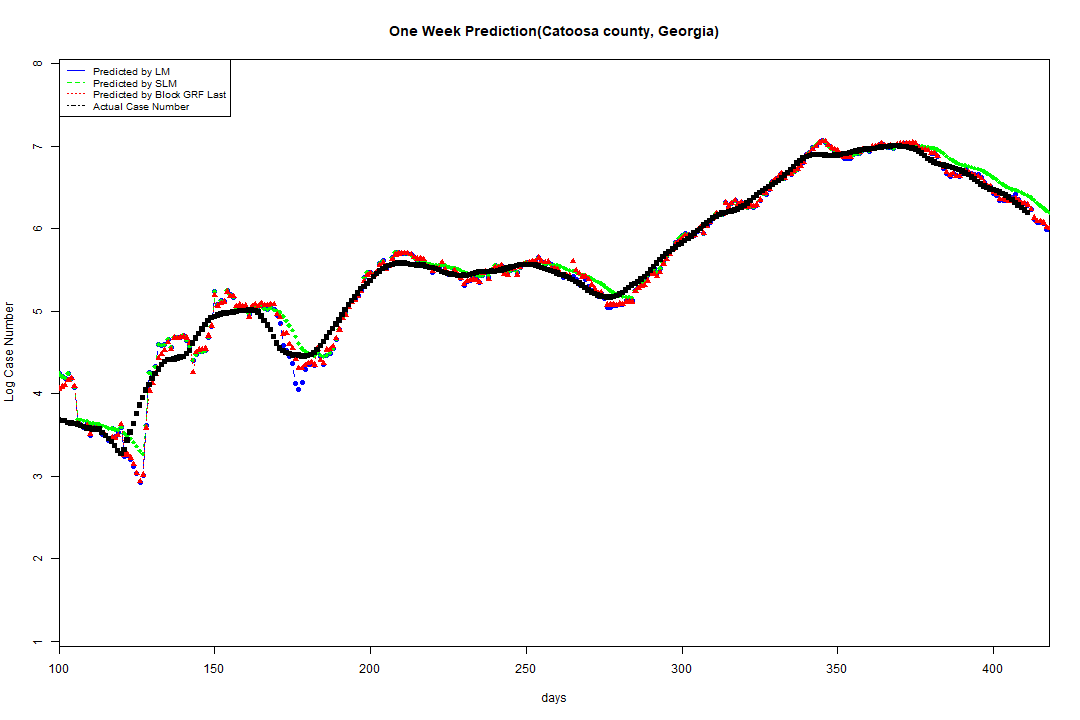 One Week Prediction(Catoosa county, Georgia)
Predicted by LM
Predicted by SLM
Predicted by Block GRF Last
Actual Case Number
8
7
6
5
4
3
2
1
Log Case Number
100 150 200 250 300 350 400
days